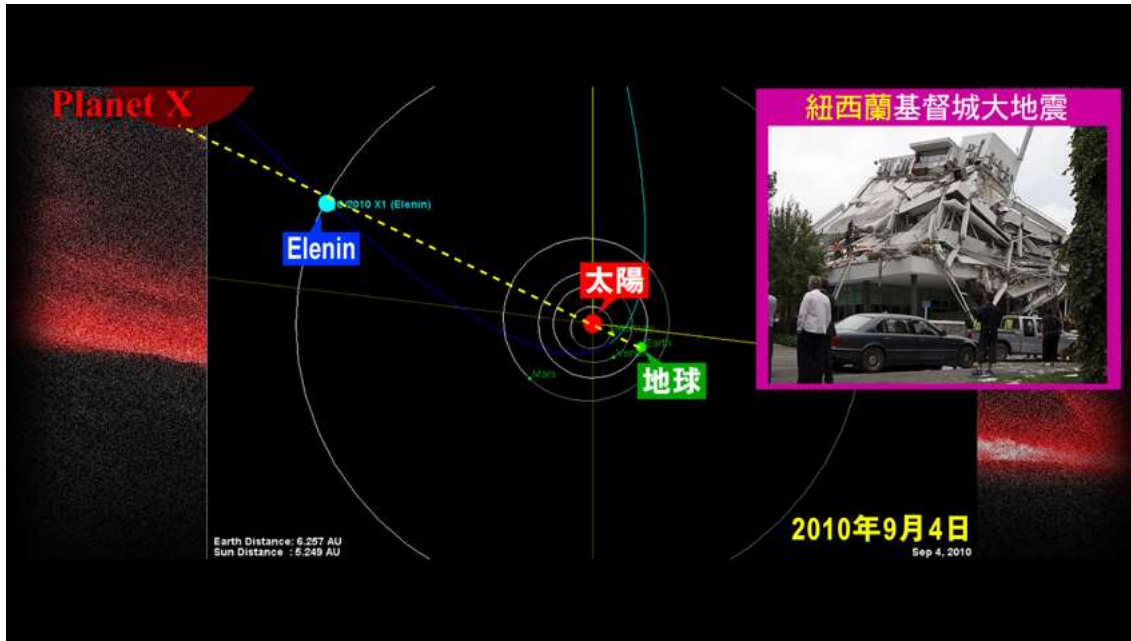 Planet X
紐西蘭基督城大地震
C/2010 X1 (Elenin)
Elenin
太陽
Earth
地球
Mars
Earth Distance: 6.257 AU
Sun Distance : 5.249 AU
2010年9月4日
Sep 4, 2010